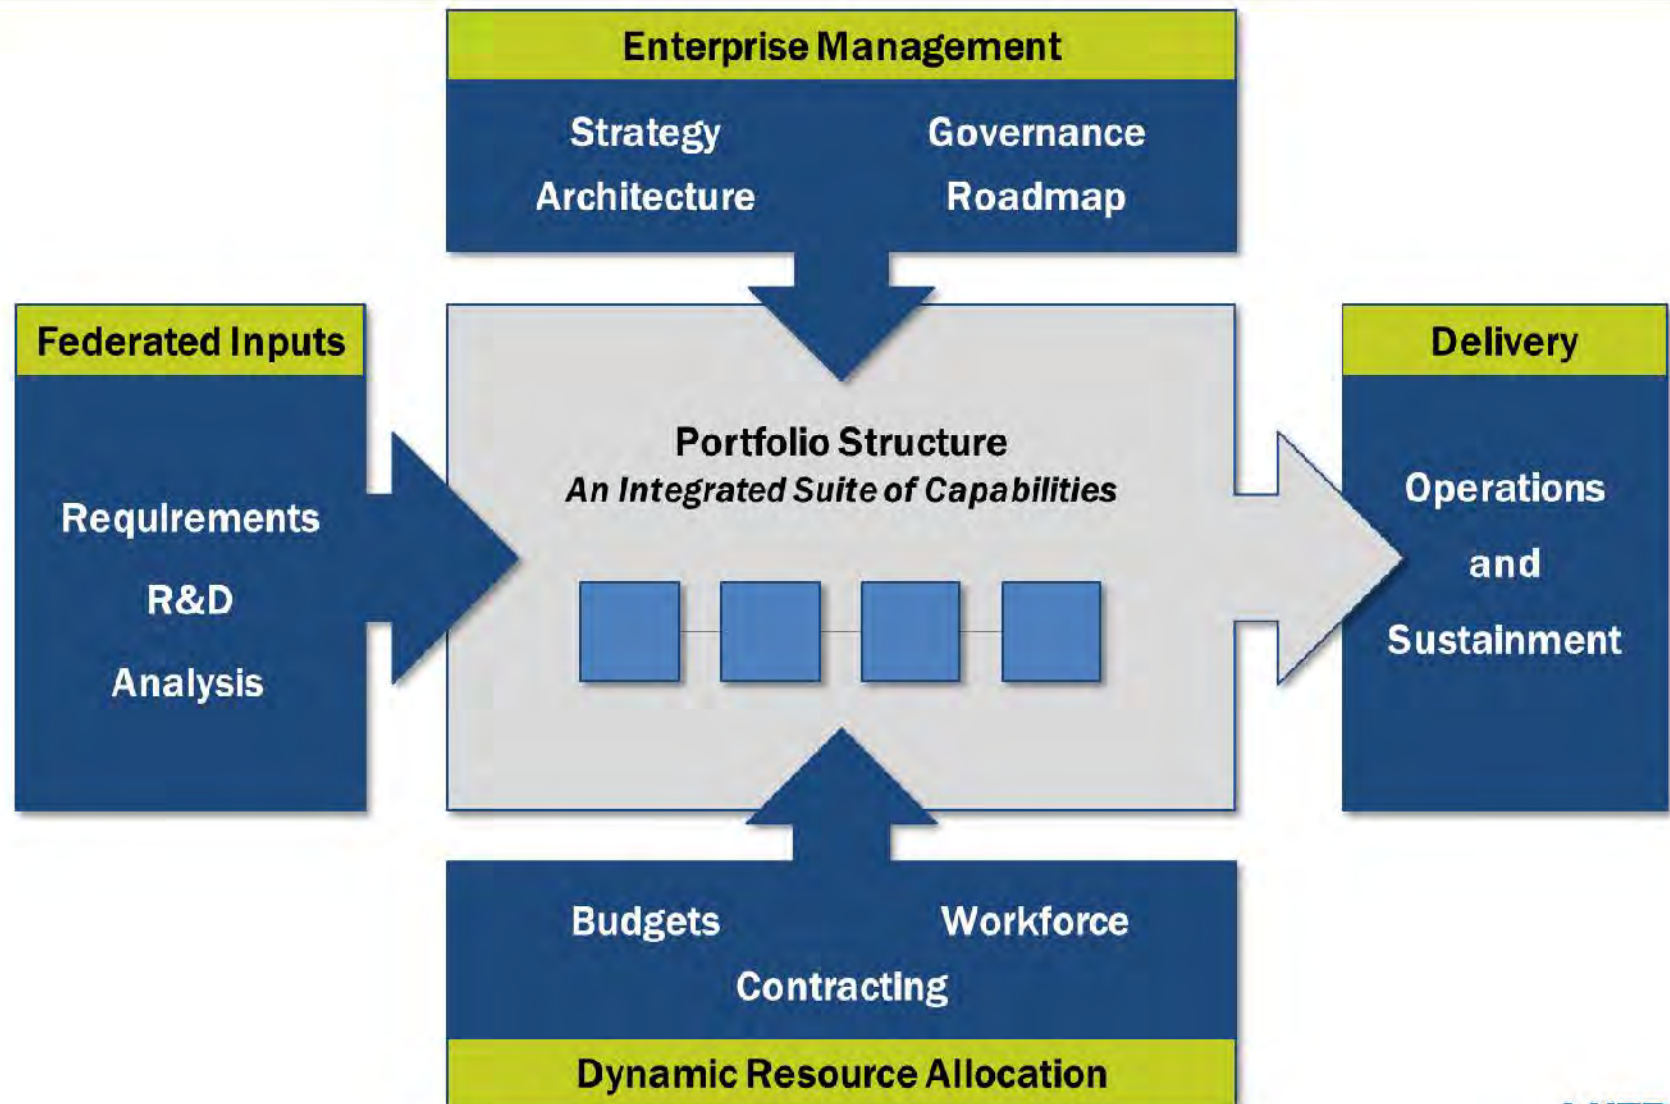 Enterprise Management
Strategy
Governance
Architecture
Roadmap
Federated Inputs
Requirements
R&D
Analysis
Portfolio Structure
An Integrated Suite of Capabilities
Delivery
Operations
and
Sustainment
Budgets
Workforce
Contracting
Dynamic Resource Allocation